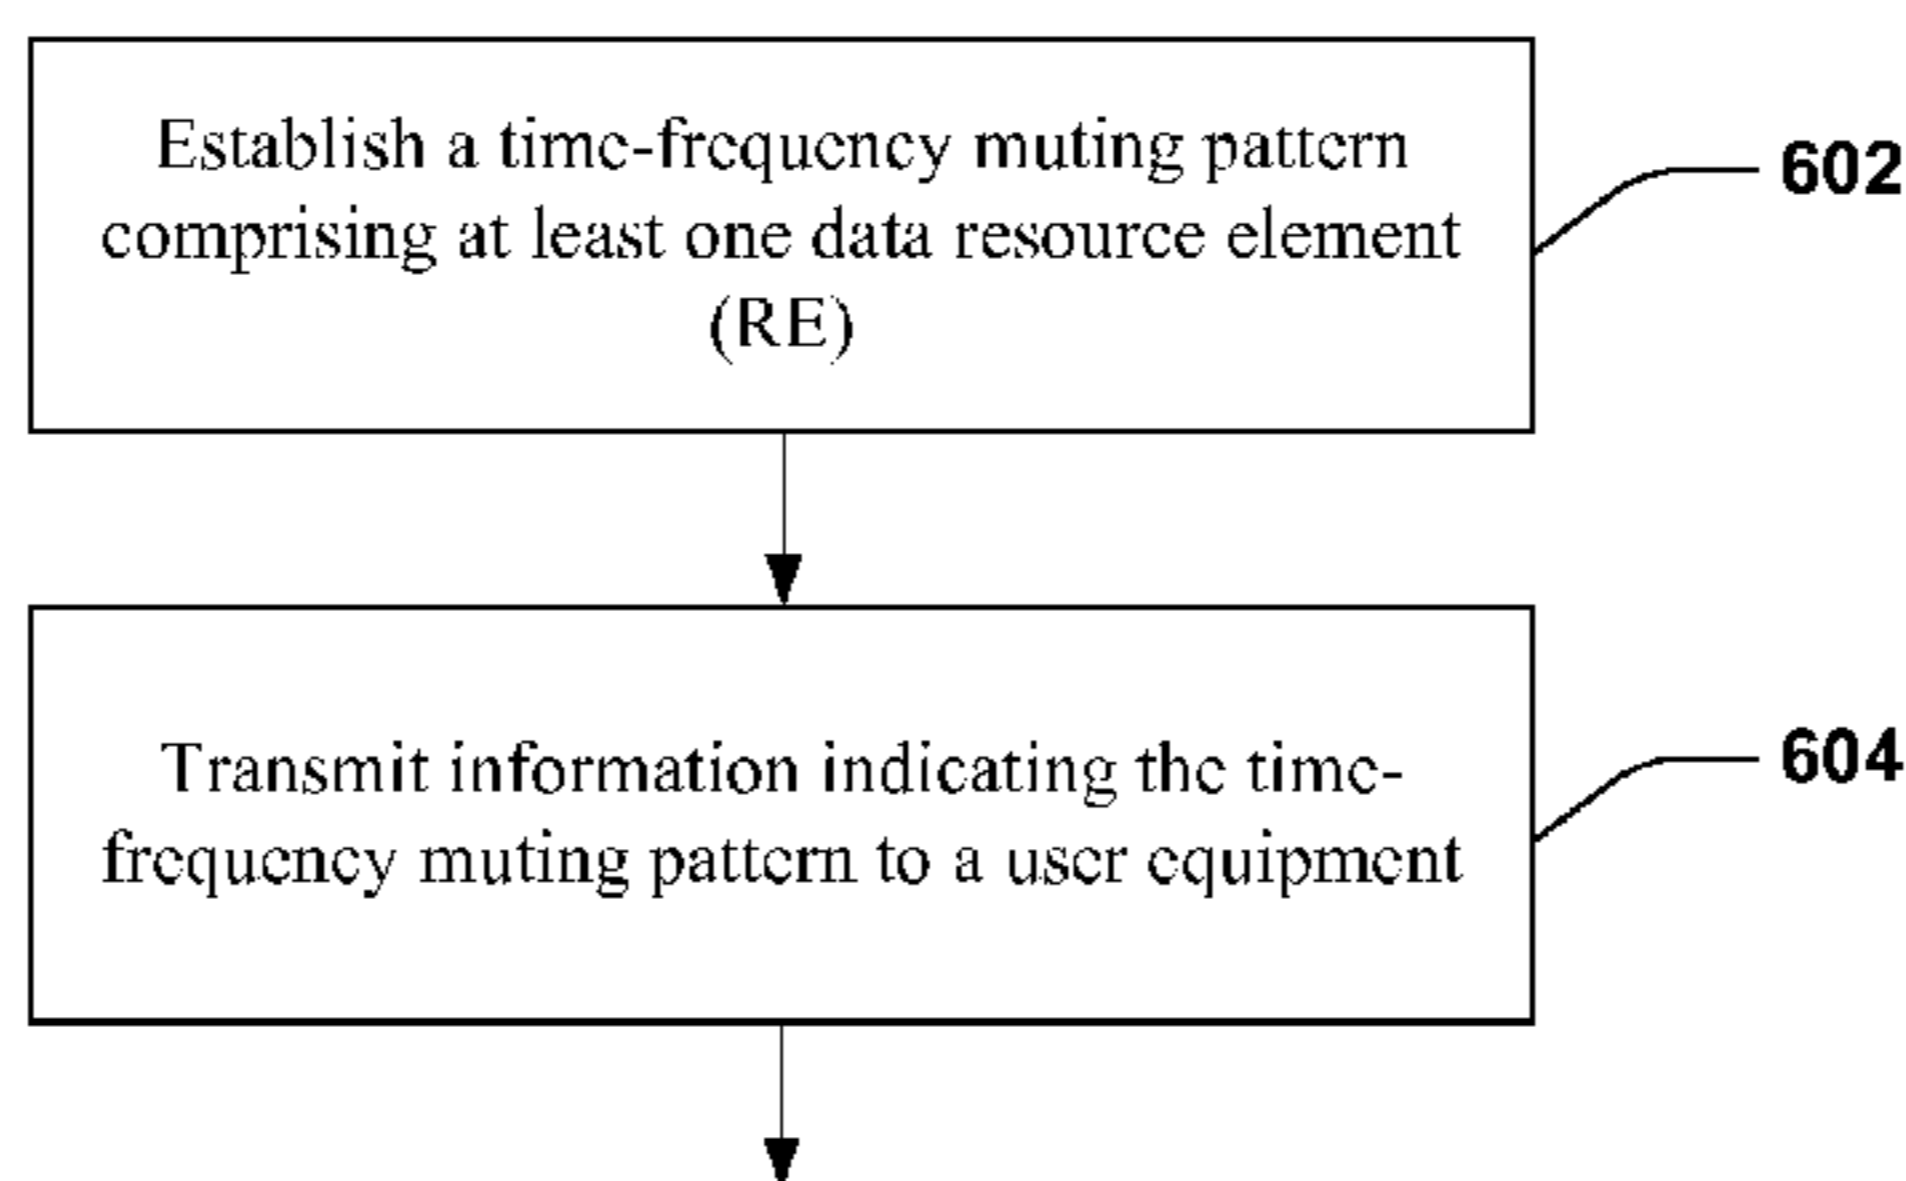 Establish a time-frequency muting pattern
602
comprising at least one data resource element
(RE)
Transmit information indicating the time-
604
frequency muting pattern to a user equipment